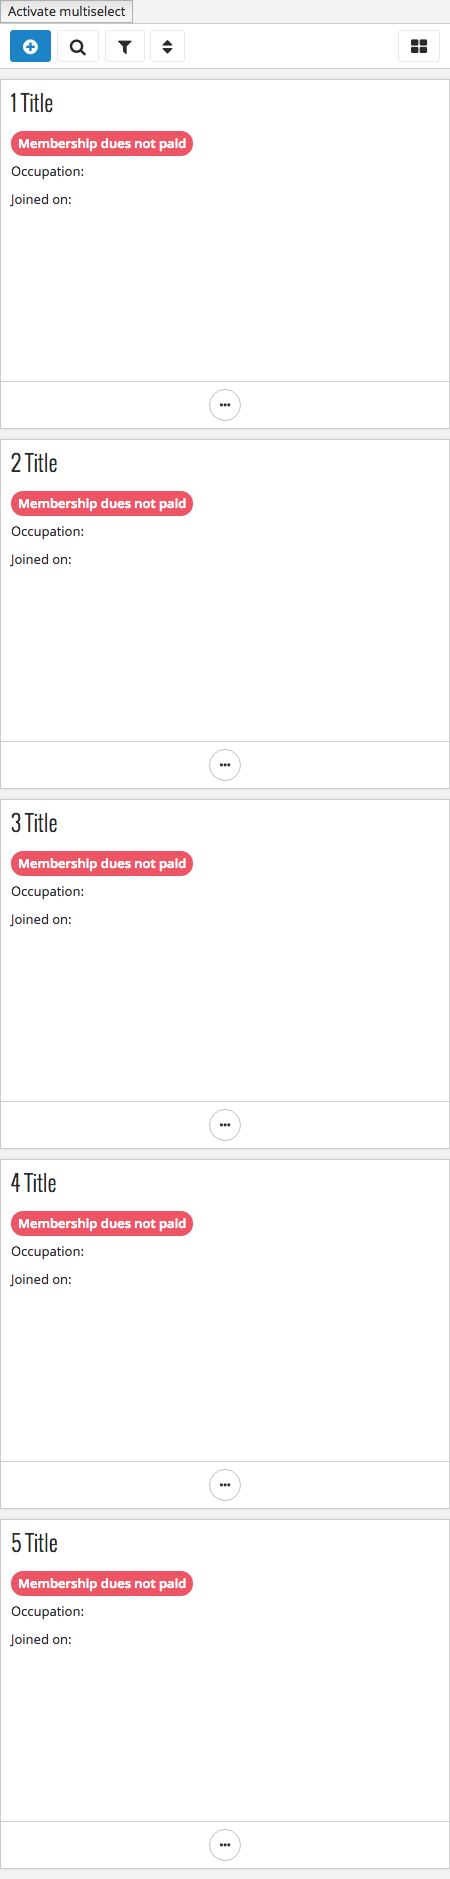 Activate multiselect
1 Title
Membership dues not paid
Occupation:
Joined on:
2 Title
Membership dues not paid
Occupation:
Joined on:
3 Title
Membership dues not paid
Occupation:
Joined on:
4 Title
Membership dues not paid
Occupation:
Joined on:
5 Title
Membership dues not paid
Occupation:
Joined on: